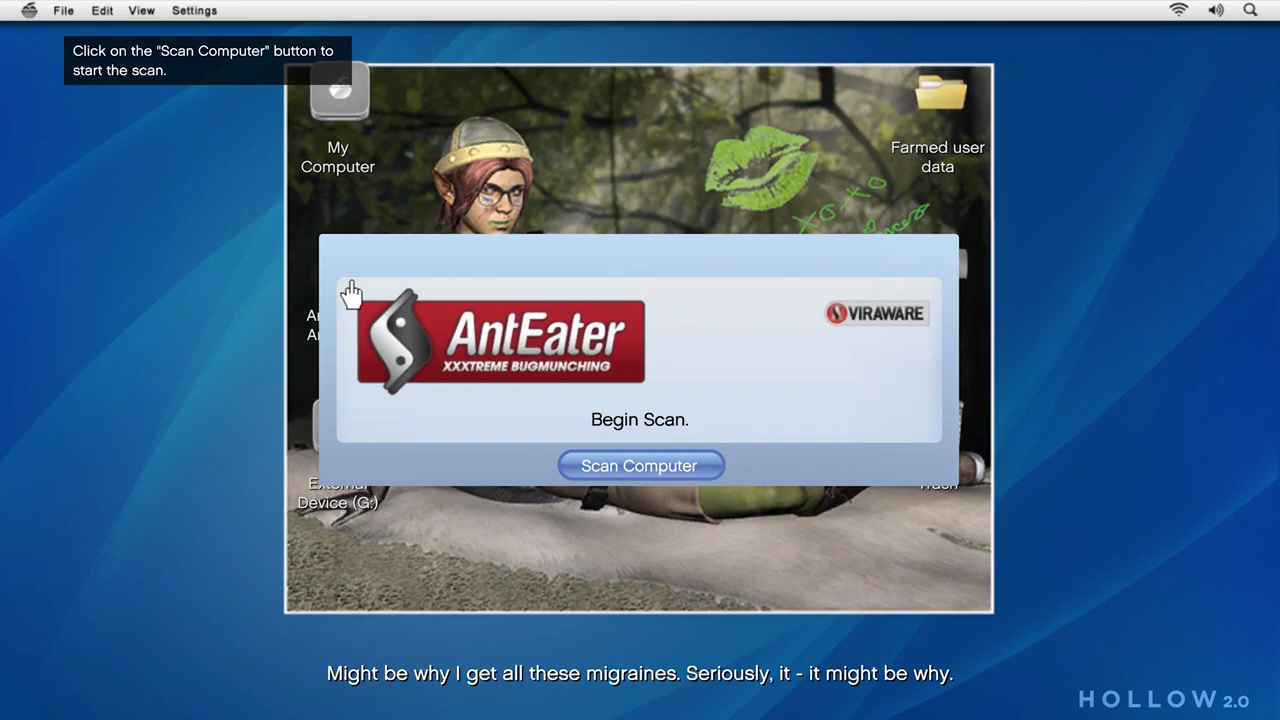 File Edit View Settings
Click on the "Scan Computer" button to
start the scan.
My
Computer
Farmed user
data
XO-XO
AntEater
XXXTREME BUGMUNCHING
VIRAWARE
Begin Scan.
Scan Computer
External
Device (G:)
Trash
Might be why I get all these migraines. Seriously, it - it might be why.
HOLLOW 2.0